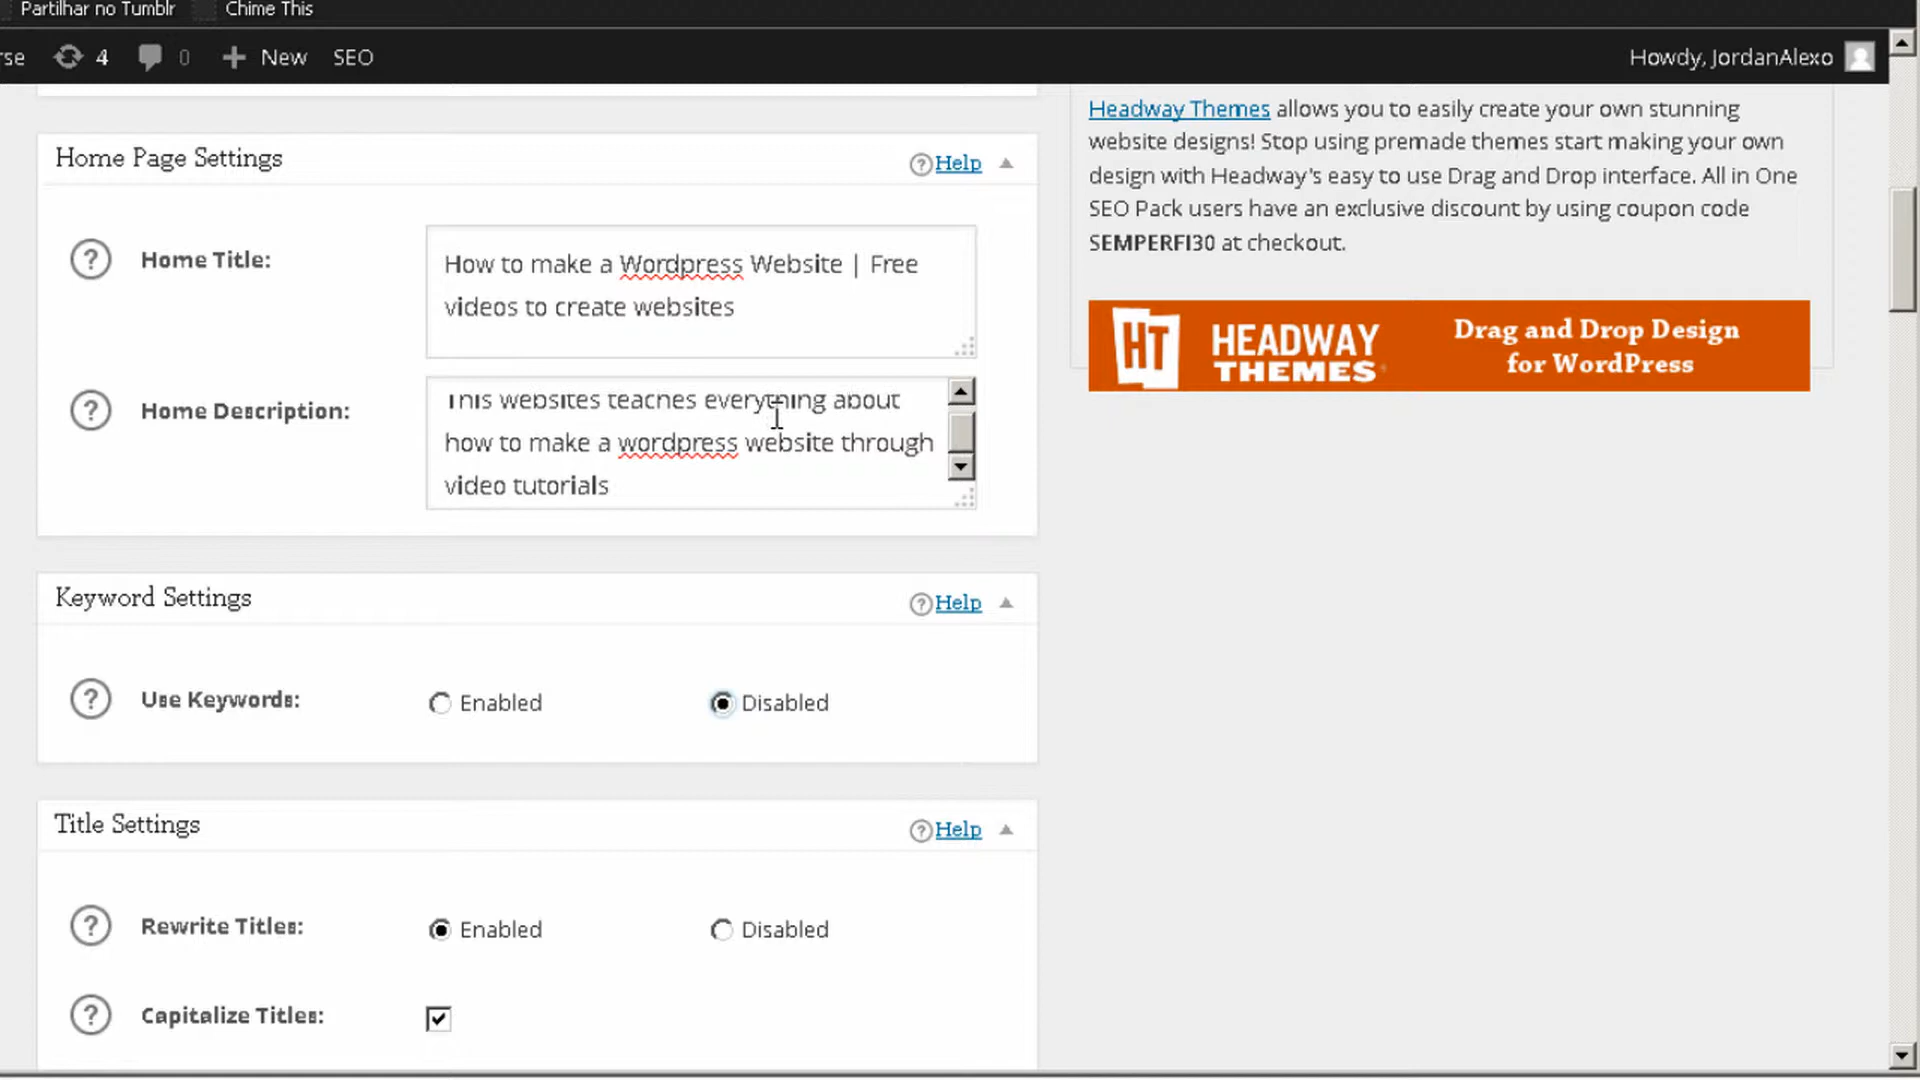 Partilhar no Tumblr Chime This
rse 4 0 New SEO Howdy, JordanAlexo
Headway Themes allows you to easily create your own stunning
website designs! Stop using premade themes start making your own
design with Headway's easy to use Drag and Drop interface. All in One
SEO Pack users have an exclusive discount by using coupon code
SEMPERFI30 at checkout.
HT HEADWAY THEMES
Drag and Drop Design
for WordPress
Home Page Settings ? Help
? Home Title:
How to make a Wordpress Website | Free
videos to create websites
? Home Description:
This websites teaches everything about
how to make a wordpress website through
video tutorials
Keyword Settings ? Help
? Use Keywords: Enabled Disabled
Title Settings ? Help
? Rewrite Titles: Enabled Disabled
? Capitalize Titles: